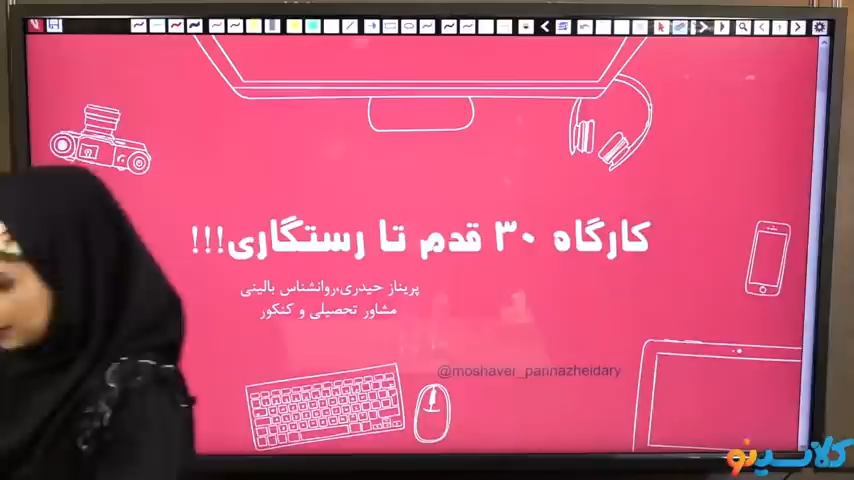 کارگاه ۳۰ قدم تا رستگاری!!!
پریناز حیدری،روانشناس بالینی
مشاور تحصیلی و کنکور
@moshaver_parinazheidary
کلاسینو